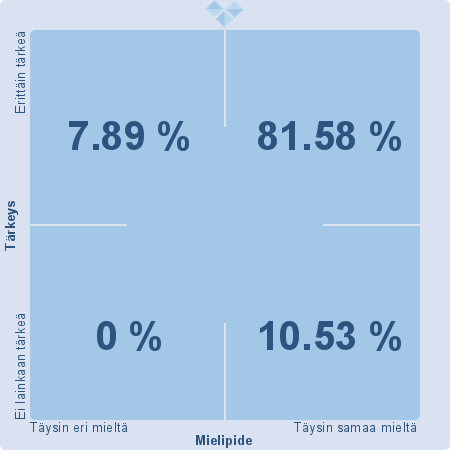 Erittäin tärkeä
7.89 %
81.58 %
Tärkeys
0 %
10.53 %
Ei lainkaan tärkeä
Täysin eri mieltä
Täysin samaa mieltä
Mielipide